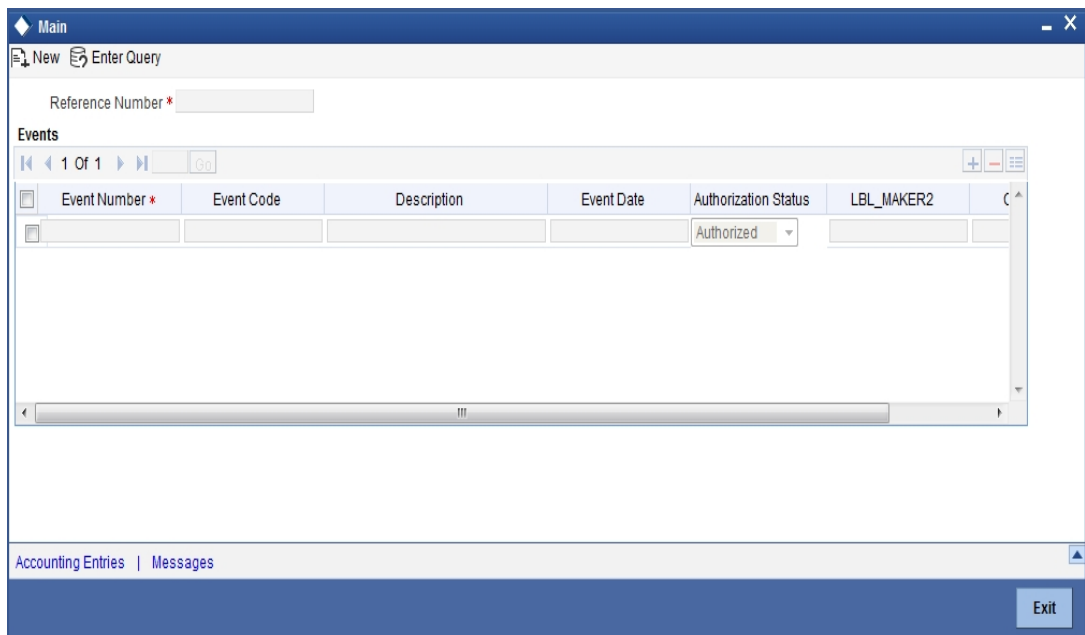 Main
New Enter Query
Reference Number *
Events
1 Of 1 Go
Event Number * Event Code Description Event Date Authorization Status LBL_MAKER2 C
Authorized
Accounting Entries | Messages
Exit